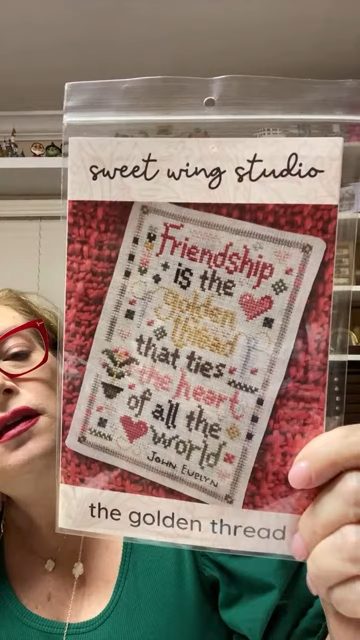 sweet wing studio
Friendship
is the
golden
thread
that ties
the heart
of all the
world
JOHN EVELYN
the golden thread